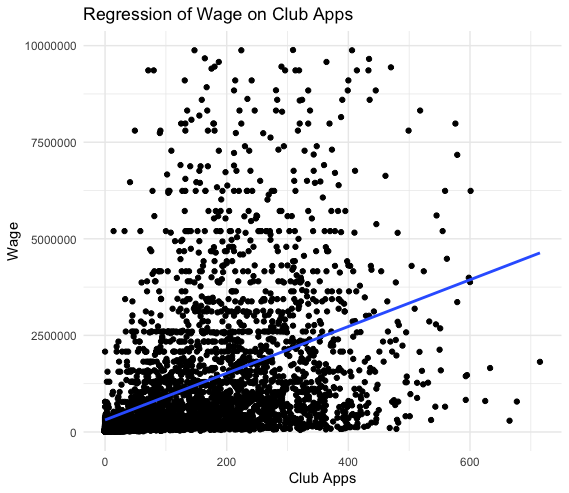 Regression of Wage on Club Apps
10000000
7500000
5000000
2500000
0
Wage
0 200 400 600
Club Apps